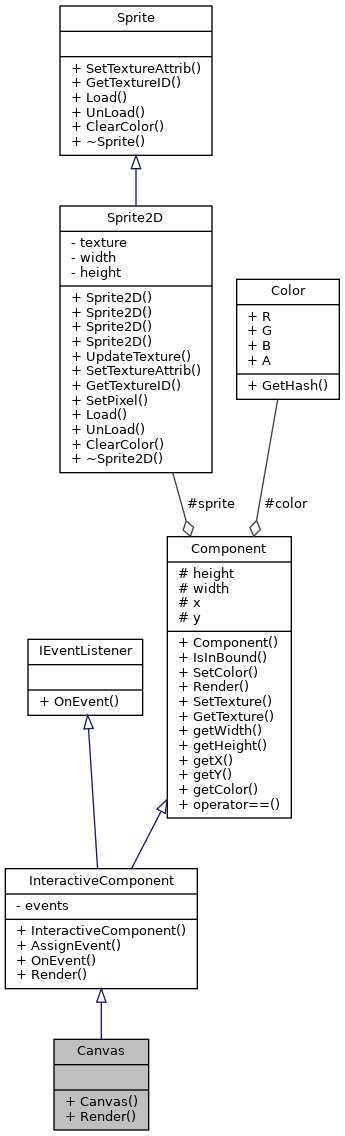 Sprite
+ SetTextureAttrib()
+ GetTextureID()
+ Load()
+ UnLoad()
+ ClearColor()
+ ~Sprite()
Sprite2D
- texture
- width
- height
+ Sprite2D()
+ Sprite2D()
+ Sprite2D()
+ Sprite2D()
+ UpdateTexture()
+ SetTextureAttrib()
+ GetTextureID()
+ SetPixel()
+ Load()
+ UnLoad()
+ ClearColor()
+ ~Sprite2D()
Color
+ R
+ G
+ B
+ A
+ GetHash()
#sprite
#color
Component
# height
# width
# x
# y
+ Component()
+ IsInBound()
+ SetColor()
+ Render()
+ SetTexture()
+ GetTexture()
+ getWidth()
+ getHeight()
+ getX()
+ getY()
+ getColor()
+ operator==()
IEventListener
+ OnEvent()
InteractiveComponent
- events
+ InteractiveComponent()
+ AssignEvent()
+ OnEvent()
+ Render()
Canvas
+ Canvas()
+ Render()